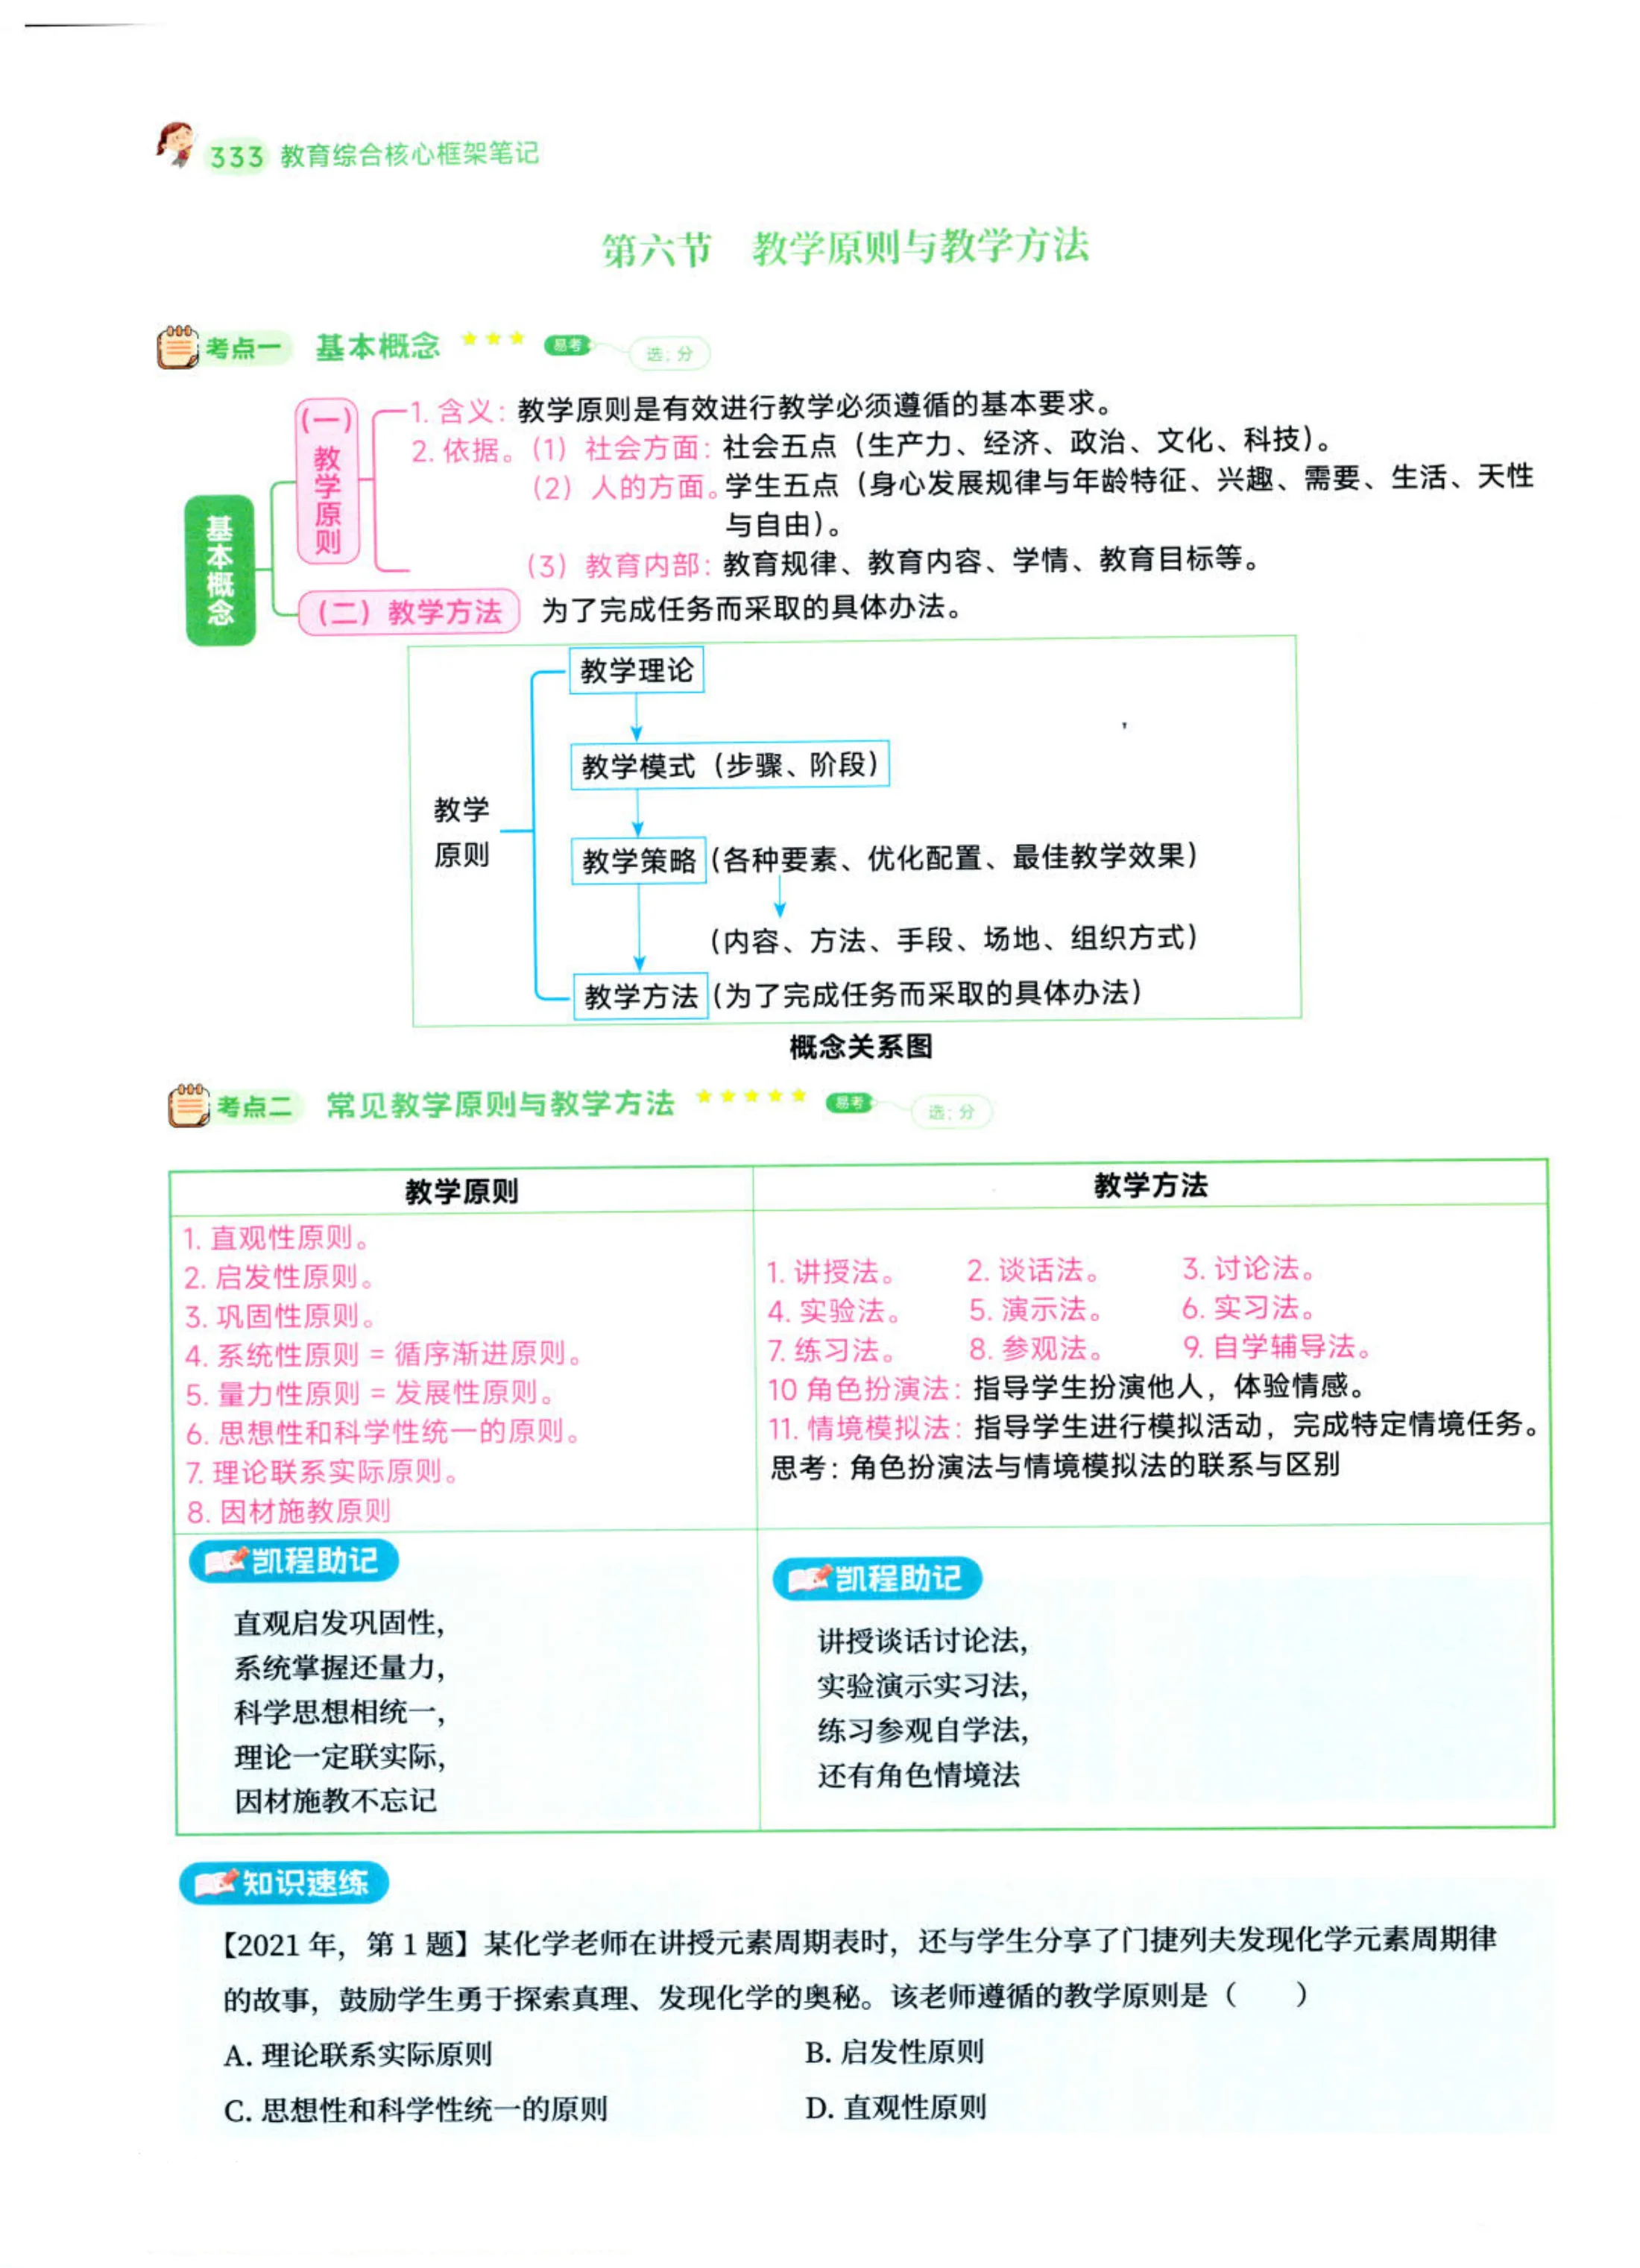 333 教育综合核心框架笔记
第六节 教学原则与教学方法
考点一 基本概念 ★★★ 易考 选；分
基本概念
(一)教学原则
1. 含义：教学原则是有效进行教学必须遵循的基本要求。
2. 依据。（1）社会方面：社会五点（生产力、经济、政治、文化、科技）。
（2）人的方面。学生五点（身心发展规律与年龄特征、兴趣、需要、生活、天性
与自由）。
（3）教育内部：教育规律、教育内容、学情、教育目标等。
（二）教学方法 为了完成任务而采取的具体办法。
教学理论
教学模式（步骤、阶段）
教学
原则
教学策略（各种要素、优化配置、最佳教学效果）
（内容、方法、手段、场地、组织方式）
教学方法（为了完成任务而采取的具体办法）
概念关系图
考点二 常见教学原则与教学方法 ★★★★★ 易考 选；分
教学原则
1. 直观性原则。
2. 启发性原则。
3. 巩固性原则。
4. 系统性原则 = 循序渐进原则。
5. 量力性原则 = 发展性原则。
6. 思想性和科学性统一的原则。
7. 理论联系实际原则。
8. 因材施教原则
教学方法
1. 讲授法。 2. 谈话法。 3. 讨论法。
4. 实验法。 5. 演示法。 6. 实习法。
7. 练习法。 8. 参观法。 9. 自学辅导法。
10 角色扮演法：指导学生扮演他人，体验情感。
11. 情境模拟法：指导学生进行模拟活动，完成特定情境任务。
思考：角色扮演法与情境模拟法的联系与区别
凯程助记
直观启发巩固性，
系统掌握还量力，
科学思想相统一，
理论一定联实际，
因材施教不忘记
凯程助记
讲授谈话讨论法，
实验演示实习法，
练习参观自学法，
还有角色情境法
知识速练
【2021 年，第 1 题】某化学老师在讲授元素周期表时，还与学生分享了门捷列夫发现化学元素周期律
的故事，鼓励学生勇于探索真理、发现化学的奥秘。该老师遵循的教学原则是（ ）
A. 理论联系实际原则 B. 启发性原则
C. 思想性和科学性统一的原则 D. 直观性原则